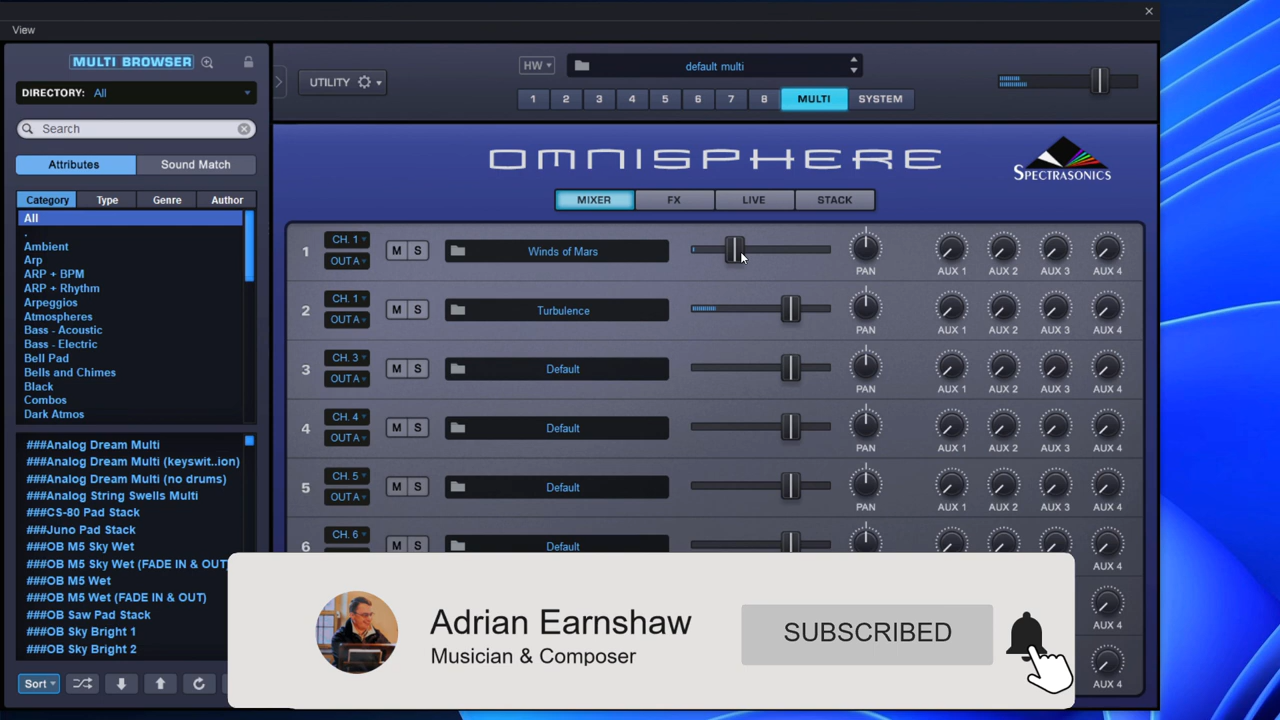 View
MULTI BROWSER
DIRECTORY: All
Search
Attributes Sound Match
Category Type Genre Author
All
.
Ambient
Arp
ARP + BPM
ARP + Rhythm
Arpeggios
Atmospheres
Bass - Acoustic
Bass - Electric
Bell Pad
Bells and Chimes
Black
Combos
Dark Atmos
###Analog Dream Multi
###Analog Dream Multi (keyswit..ion)
###Analog Dream Multi (no drums)
###Analog String Swells Multi
###CS-80 Pad Stack
###Juno Pad Stack
###OB M5 Sky Wet
###OB M5 Sky Wet (FADE IN & OUT)
###OB M5 Wet
###OB M5 Wet (FADE IN & OUT)
###OB Saw Pad Stack
###OB Sky Bright 1
###OB Sky Bright 2
Sort
UTILITY
HW
default multi
1 2 3 4 5 6 7 8 MULTI SYSTEM
OMNISPHERE
SPECTRASONICS
MIXER FX LIVE STACK
1 CH. 1 OUT A M S Winds of Mars PAN AUX 1 AUX 2 AUX 3 AUX 4
2 CH. 1 OUT A M S Turbulence PAN AUX 1 AUX 2 AUX 3 AUX 4
3 CH. 3 OUT A M S Default PAN AUX 1 AUX 2 AUX 3 AUX 4
4 CH. 4 OUT A M S Default PAN AUX 1 AUX 2 AUX 3 AUX 4
5 CH. 5 OUT A M S Default PAN AUX 1 AUX 2 AUX 3 AUX 4
6 CH. 6 M S Default AUX 4
AUX 4
AUX 4
Adrian Earnshaw
Musician & Composer
SUBSCRIBED